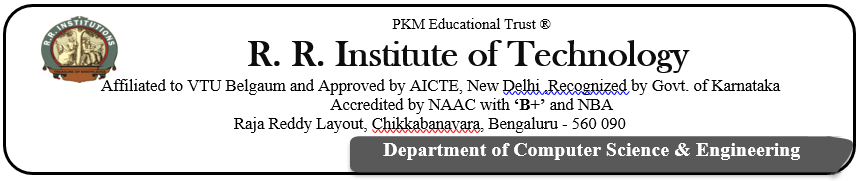 PKM Educational Trust ®
R. R. INSTITUTIONS
R. R. Institute of Technology
Affiliated to VTU Belgaum and Approved by AICTE, New Delhi ,Recognized by Govt. of Karnataka
Accredited by NAAC with ‘B+’ and NBA
Raja Reddy Layout, Chikkabanavara, Bengaluru - 560 090
Department of Computer Science & Engineering